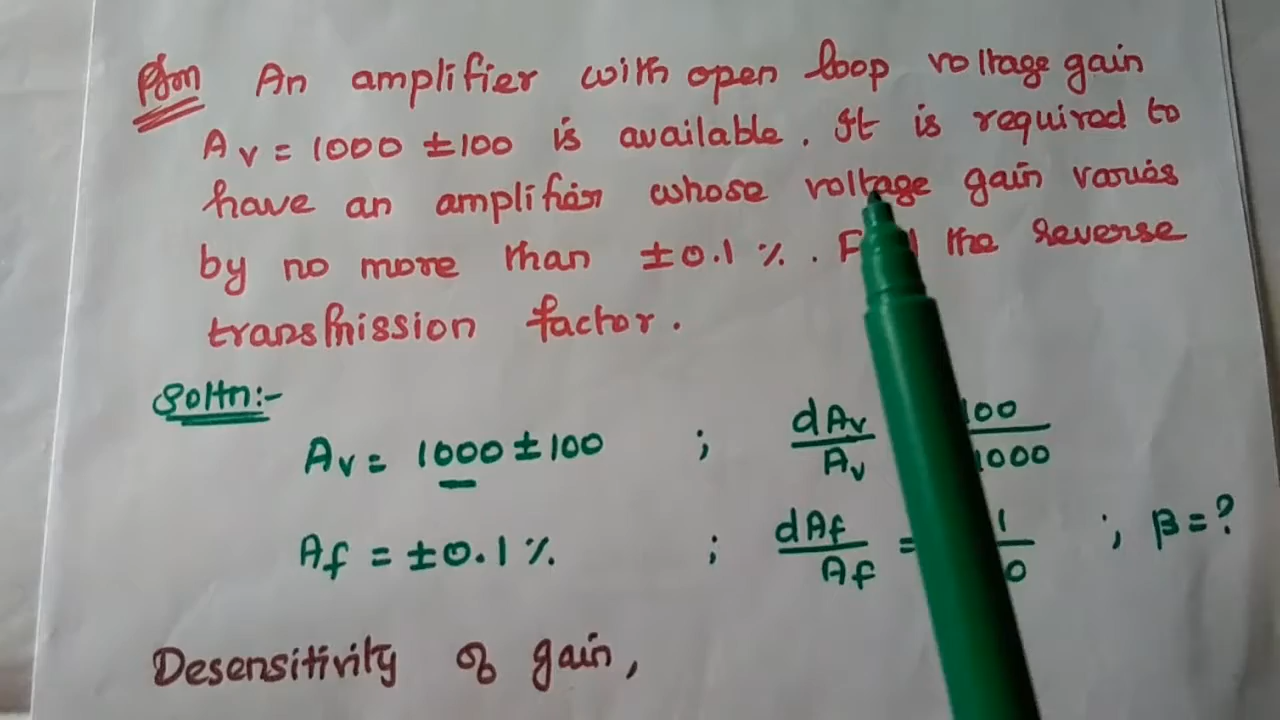 Pbm An amplifier with open loop voltage gain
Av = 1000 ±100 is available. It is required to
have an amplifier whose voltage gain varies
by no more than ±0.1 %. the reverse
transmission factor.
Soltn:-
Av = 1000 ± 100 ; dAv/Av 100/1000
Af = ±0.1 % ; dAf/Af = ; β = ?
Desensitivity of gain,